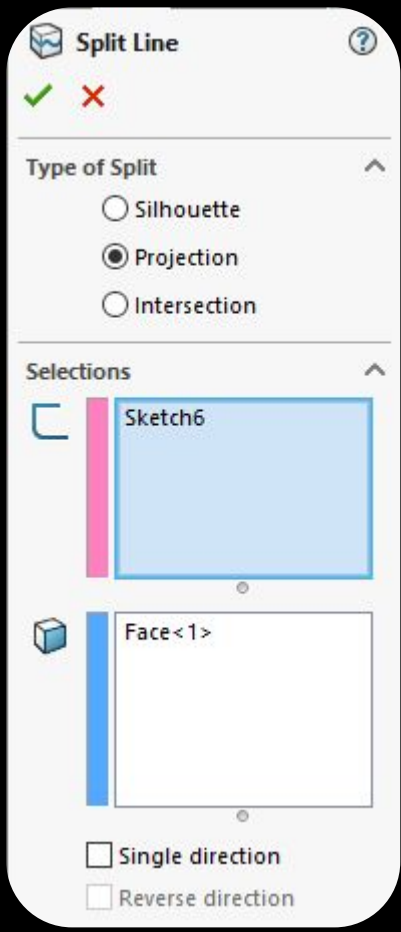 Split Line
?
Type of Split
Silhouette
Projection
Intersection
Selections
Sketch6
Face<1>
Single direction
Reverse direction